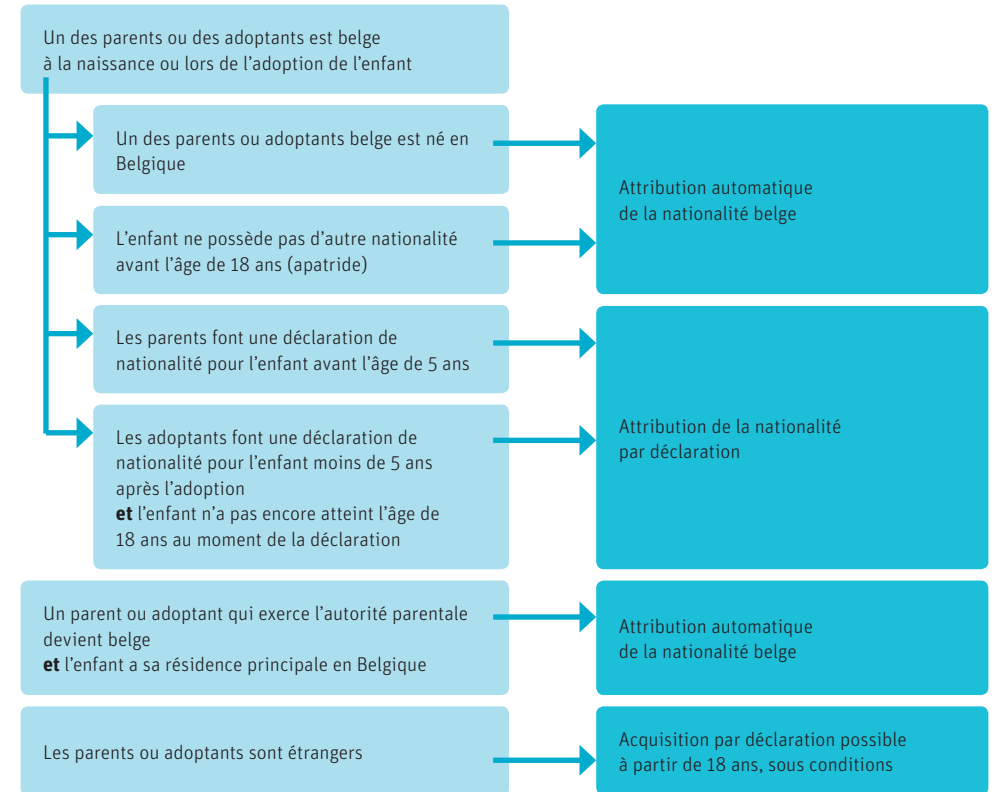 Un des parents ou des adoptants est belge
à la naissance ou lors de l'adoption de l'enfant
Un des parents ou adoptants belge est né en
Belgique
L'enfant ne possède pas d'autre nationalité
avant l'âge de 18 ans (apatride)
Attribution automatique
de la nationalité belge
Les parents font une déclaration de
nationalité pour l'enfant avant l'âge de 5 ans
Les adoptants font une déclaration de
nationalité pour l'enfant moins de 5 ans
après l'adoption
et l'enfant n'a pas encore atteint l'âge de
18 ans au moment de la déclaration
Attribution de la nationalité
par déclaration
Un parent ou adoptant qui exerce l'autorité parentale
devient belge
et l'enfant a sa résidence principale en Belgique
Attribution automatique
de la nationalité belge
Les parents ou adoptants sont étrangers
Acquisition par déclaration possible
à partir de 18 ans, sous conditions